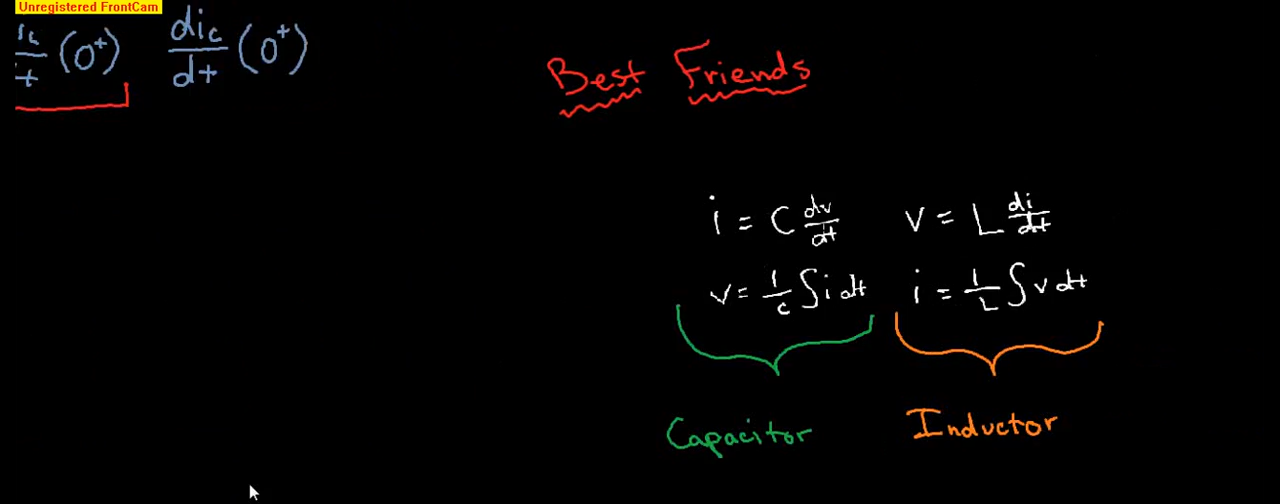 Unregistered FrontCam
(0⁺) dic/dt (0⁺)
Best Friends
i = C dv/dt v = L di/dt
v = 1/c ∫ i dt i = 1/L ∫ v dt
Capacitor Inductor